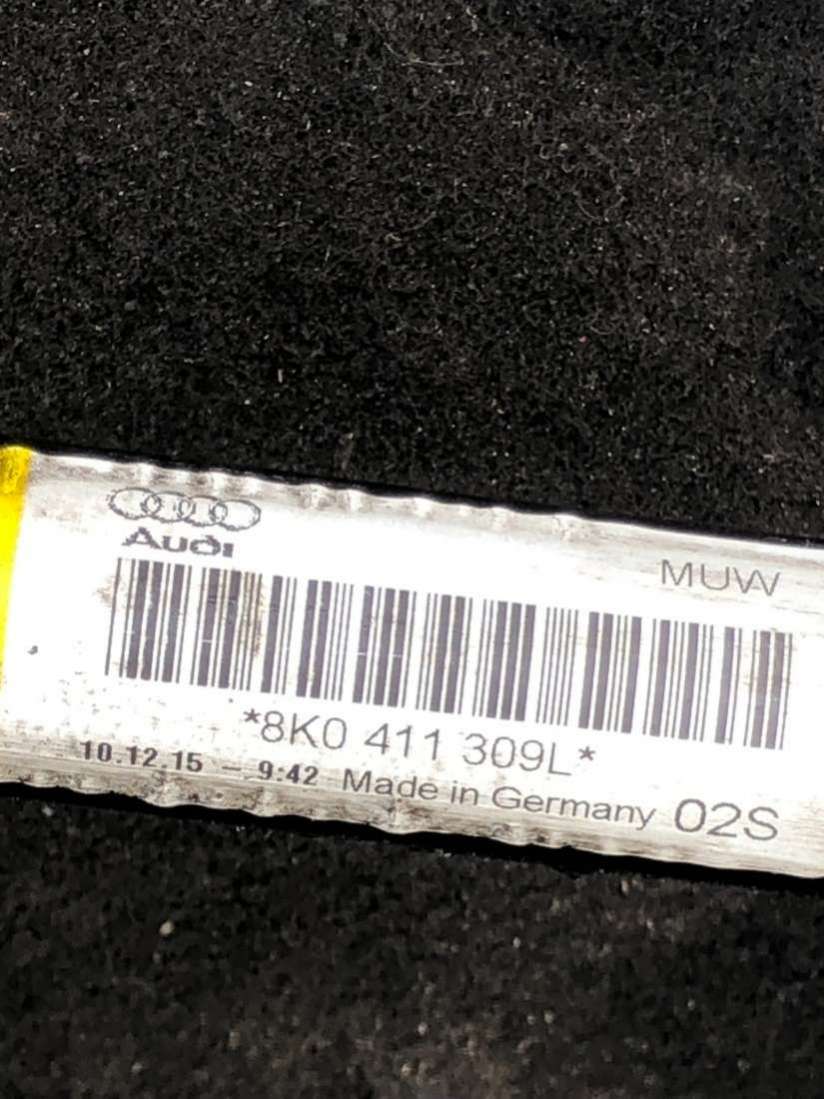 Audi
MUW
*8K0 411 309L*
10.12.15 - 9:42 Made in Germany 02S